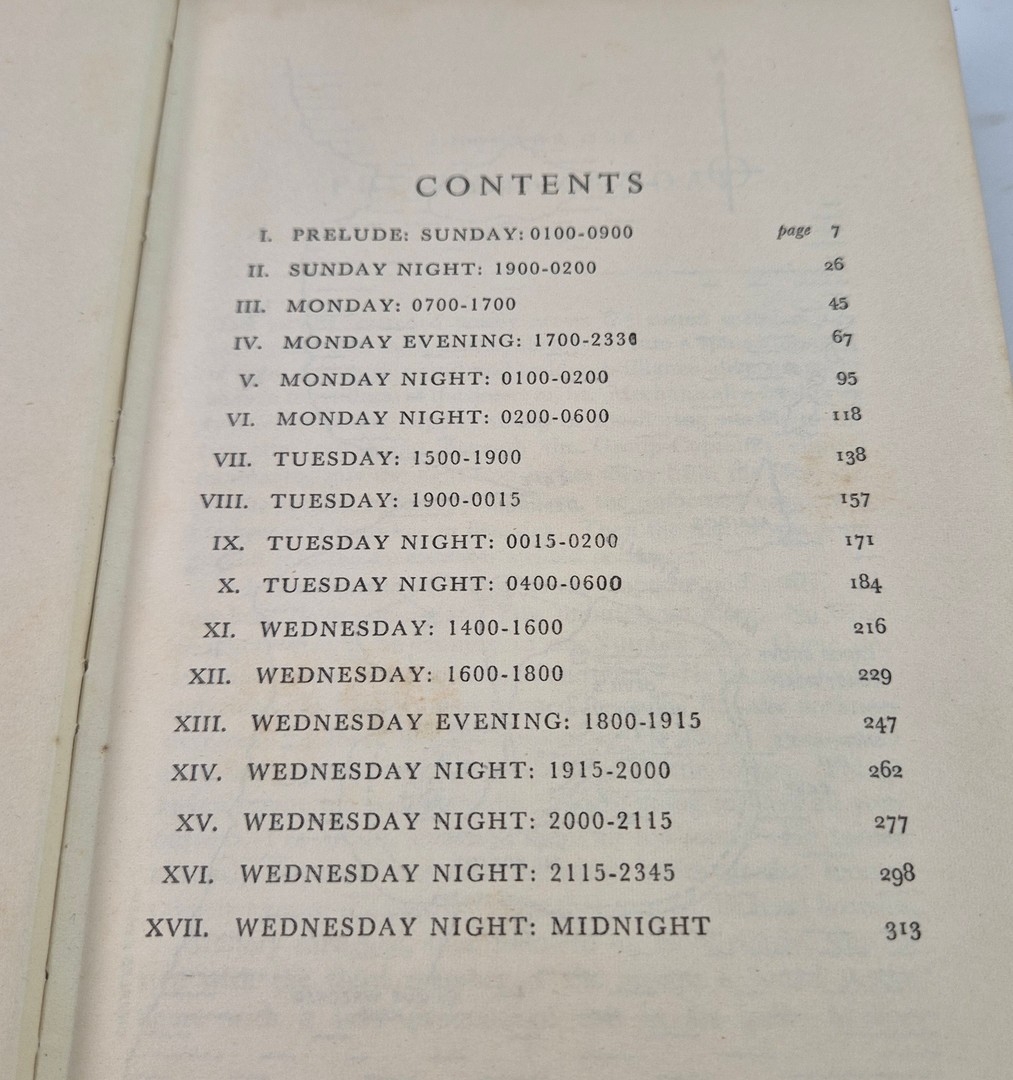 CONTENTS
I. PRELUDE: SUNDAY: 0100-0900 page 7
II. SUNDAY NIGHT: 1900-0200 26
III. MONDAY: 0700-1700 45
IV. MONDAY EVENING: 1700-2330 67
V. MONDAY NIGHT: 0100-0200 95
VI. MONDAY NIGHT: 0200-0600 118
VII. TUESDAY: 1500-1900 138
VIII. TUESDAY: 1900-0015 157
IX. TUESDAY NIGHT: 0015-0200 171
X. TUESDAY NIGHT: 0400-0600 184
XI. WEDNESDAY: 1400-1600 216
XII. WEDNESDAY: 1600-1800 229
XIII. WEDNESDAY EVENING: 1800-1915 247
XIV. WEDNESDAY NIGHT: 1915-2000 262
XV. WEDNESDAY NIGHT: 2000-2115 277
XVI. WEDNESDAY NIGHT: 2115-2345 298
XVII. WEDNESDAY NIGHT: MIDNIGHT 313